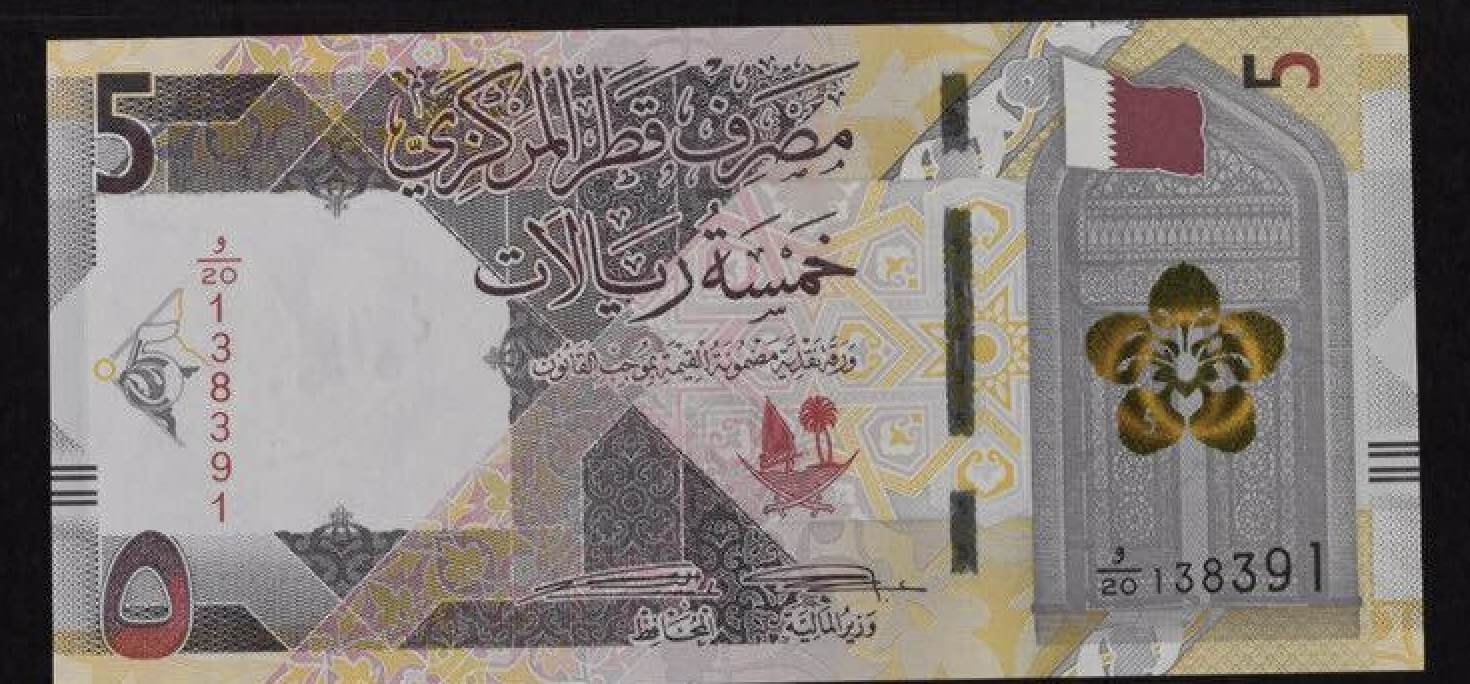 5
5
مصرف قطر المركزي
خمسة ريالات
ورقة نقدية مضمونة القيمة بموجب القانون
و
20
138391
٥
وزير المالية
المحافظ
و
20
138391